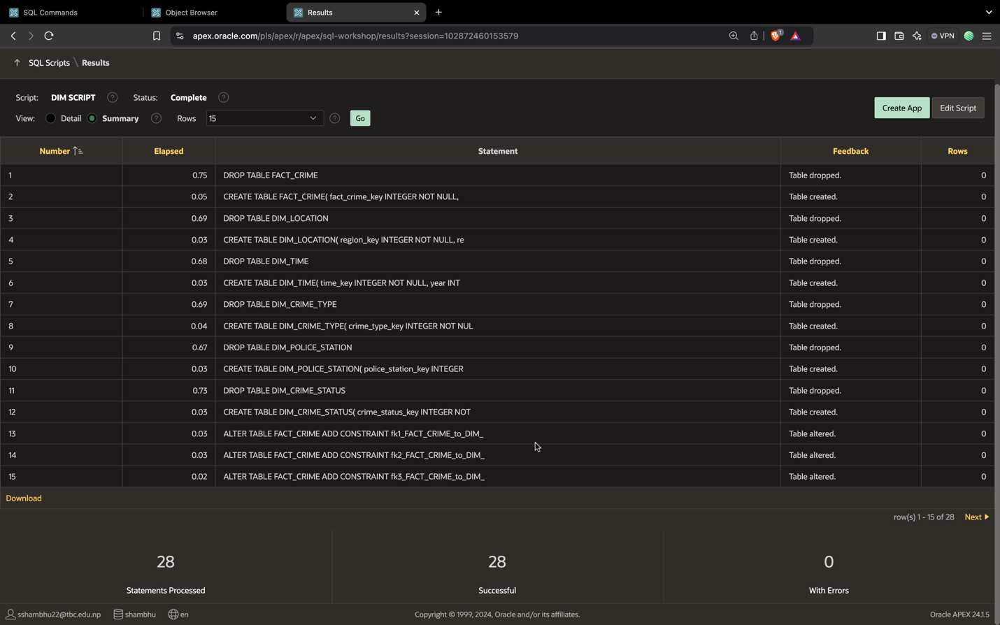 SQL Commands
Object Browser
Results
apex.oracle.com/pls/apex/r/apex/sql-workshop/results?session=102872460153579
1
VPN
SQL Scripts \ Results
Script: DIM SCRIPT ? Status: Complete ?
View: Detail Summary ? Rows 15 ? Go
Create App Edit Script
Number Elapsed Statement Feedback Rows
1 0.75 DROP TABLE FACT_CRIME Table dropped. 0
2 0.05 CREATE TABLE FACT_CRIME( fact_crime_key INTEGER NOT NULL, Table created. 0
3 0.69 DROP TABLE DIM_LOCATION Table dropped. 0
4 0.03 CREATE TABLE DIM_LOCATION( region_key INTEGER NOT NULL, re Table created. 0
5 0.68 DROP TABLE DIM_TIME Table dropped. 0
6 0.03 CREATE TABLE DIM_TIME( time_key INTEGER NOT NULL, year INT Table created. 0
7 0.69 DROP TABLE DIM_CRIME_TYPE Table dropped. 0
8 0.04 CREATE TABLE DIM_CRIME_TYPE( crime_type_key INTEGER NOT NUL Table created. 0
9 0.67 DROP TABLE DIM_POLICE_STATION Table dropped. 0
10 0.03 CREATE TABLE DIM_POLICE_STATION( police_station_key INTEGER Table created. 0
11 0.73 DROP TABLE DIM_CRIME_STATUS Table dropped. 0
12 0.03 CREATE TABLE DIM_CRIME_STATUS( crime_status_key INTEGER NOT Table created. 0
13 0.03 ALTER TABLE FACT_CRIME ADD CONSTRAINT fk1_FACT_CRIME_to_DIM_ Table altered. 0
14 0.03 ALTER TABLE FACT_CRIME ADD CONSTRAINT fk2_FACT_CRIME_to_DIM_ Table altered. 0
15 0.02 ALTER TABLE FACT_CRIME ADD CONSTRAINT fk3_FACT_CRIME_to_DIM_ Table altered. 0
Download
row(s) 1 - 15 of 28 Next
28 28 0
Statements Processed Successful With Errors
sshambhu22@tbc.edu.np shambhu en Copyright © 1999, 2024, Oracle and/or its affiliates. Oracle APEX 24.1.5